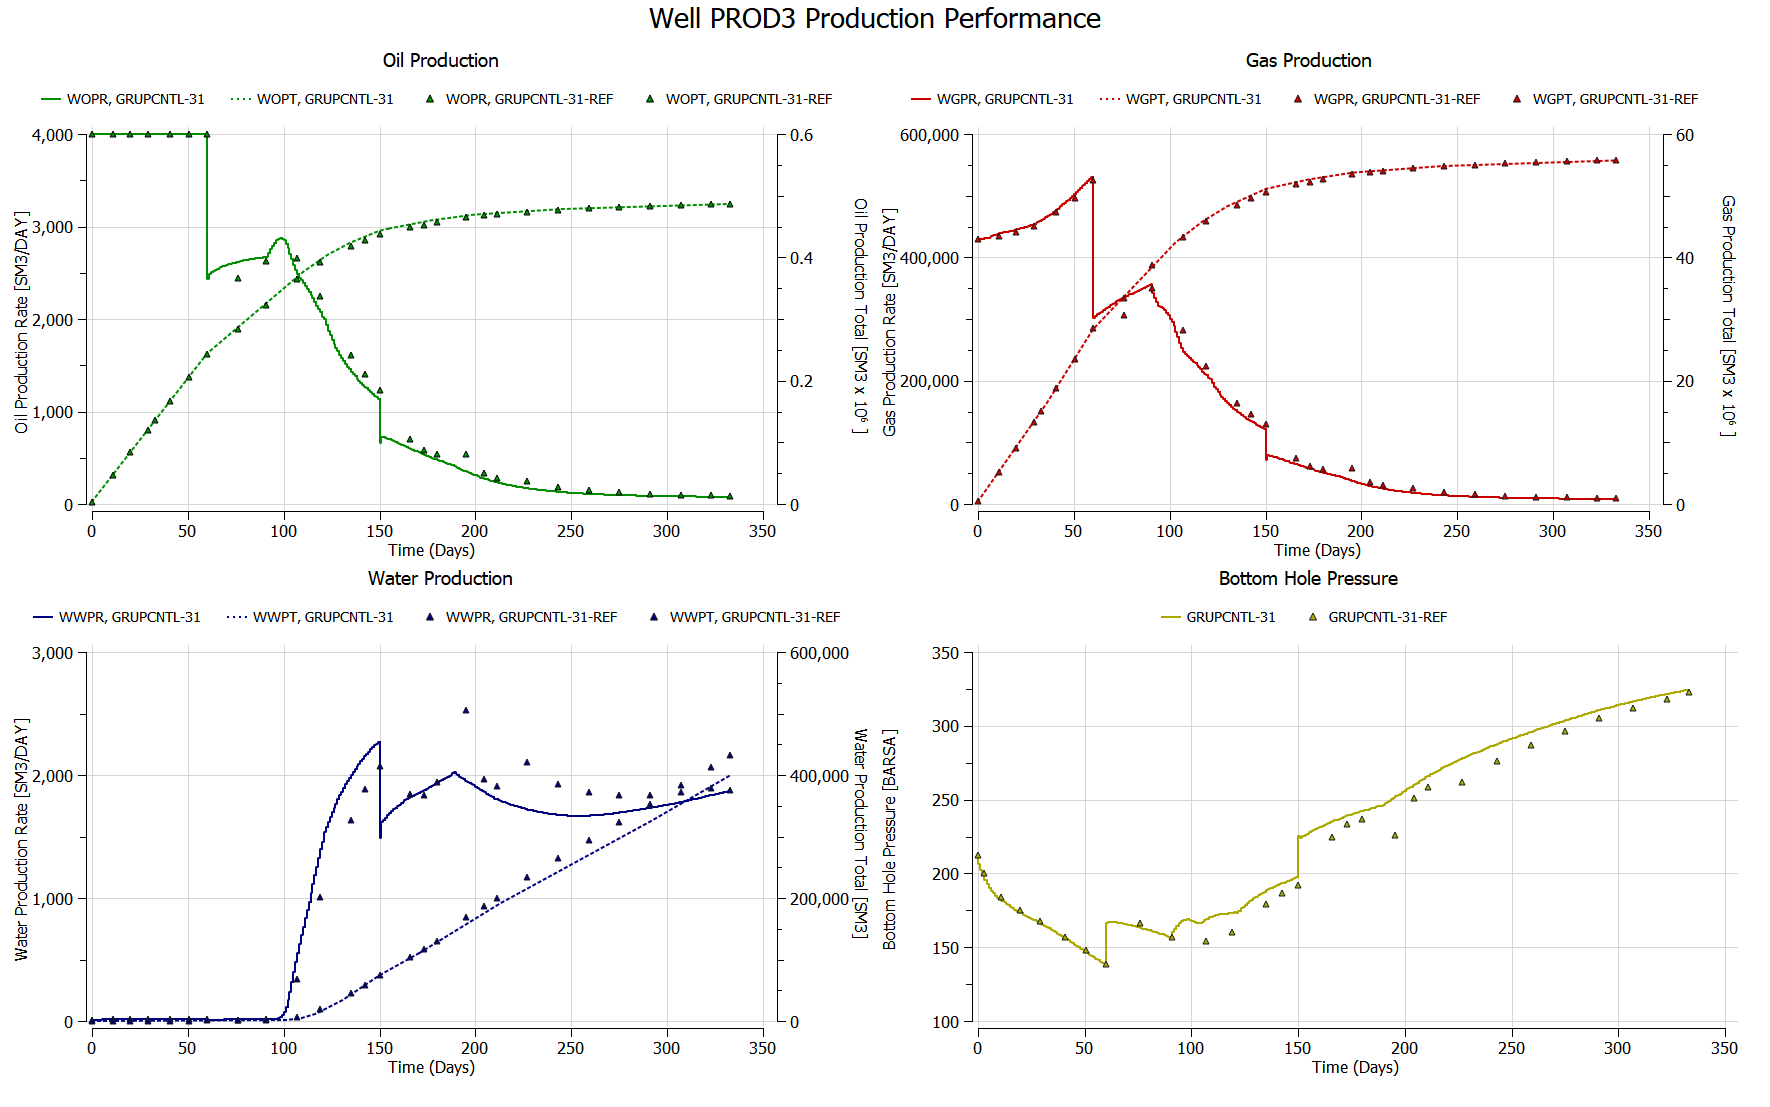 Well PROD3 Production Performance
Oil Production
WOPR, GRUPCNTL-31 WOPT, GRUPCNTL-31 WOPR, GRUPCNTL-31-REF WOPT, GRUPCNTL-31-REF
4,000
3,000
2,000
1,000
0
Oil Production Rate [SM3/DAY]
0.6
0.4
0.2
0
Oil Production Total [SM3 x 10⁶ ]
0 50 100 150 200 250 300 350
Time (Days)
Gas Production
WGPR, GRUPCNTL-31 WGPT, GRUPCNTL-31 WGPR, GRUPCNTL-31-REF WGPT, GRUPCNTL-31-REF
600,000
400,000
200,000
0
Gas Production Rate [SM3/DAY]
60
40
20
0
Gas Production Total [SM3 x 10⁶ ]
0 50 100 150 200 250 300 350
Time (Days)
Water Production
WWPR, GRUPCNTL-31 WWPT, GRUPCNTL-31 WWPR, GRUPCNTL-31-REF WWPT, GRUPCNTL-31-REF
3,000
2,000
1,000
0
Water Production Rate [SM3/DAY]
600,000
400,000
200,000
0
Water Production Total [SM3]
0 50 100 150 200 250 300 350
Time (Days)
Bottom Hole Pressure
GRUPCNTL-31 GRUPCNTL-31-REF
350
300
250
200
150
100
Bottom Hole Pressure [BARSA]
0 50 100 150 200 250 300 350
Time (Days)